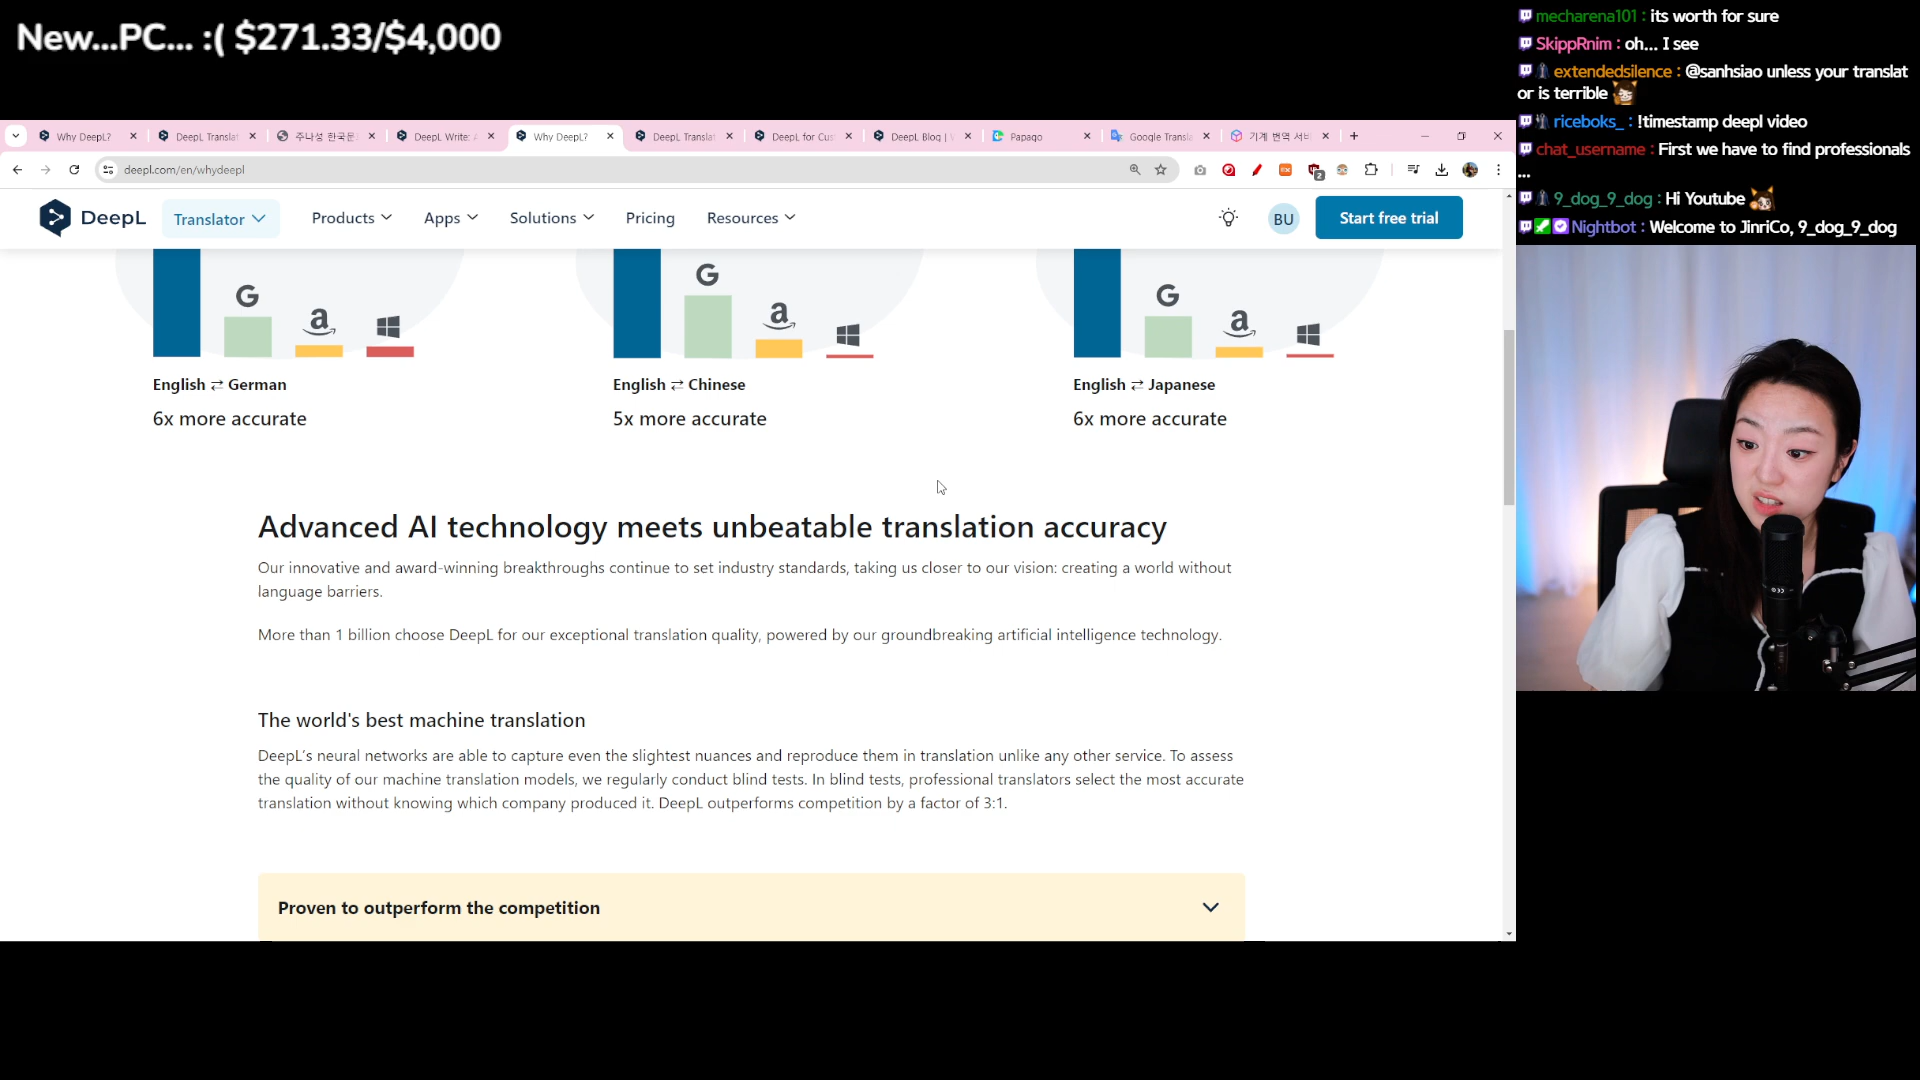 New...PC... :( $271.33/$4,000
mecharena101 : its worth for sure
SkippRnim : oh... I see
extendedsilence : @sanhsiao unless your translat
or is terrible
riceboks_ : !timestamp deepl video
chat_username : First we have to find professionals
...
9_dog_9_dog : Hi Youtube
Nightbot : Welcome to JinriCo, 9_dog_9_dog
Why DeepL?
DeepL Translat
주나성 한국문
DeepL Write: A
Why DeepL?
DeepL Translat
DeepL for Cus
DeepL Blog |
Papago
Google Transla
기계 번역 서비
deepl.com/en/whydeepl
DeepL
Translator
Products
Apps
Solutions
Pricing
Resources
BU
Start free trial
G a
G a
G a
English ⇄ German
6x more accurate
English ⇄ Chinese
5x more accurate
English ⇄ Japanese
6x more accurate
Advanced AI technology meets unbeatable translation accuracy
Our innovative and award-winning breakthroughs continue to set industry standards, taking us closer to our vision: creating a world without
language barriers.
More than 1 billion choose DeepL for our exceptional translation quality, powered by our groundbreaking artificial intelligence technology.
The world's best machine translation
DeepL's neural networks are able to capture even the slightest nuances and reproduce them in translation unlike any other service. To assess
the quality of our machine translation models, we regularly conduct blind tests. In blind tests, professional translators select the most accurate
translation without knowing which company produced it. DeepL outperforms competition by a factor of 3:1.
Proven to outperform the competition